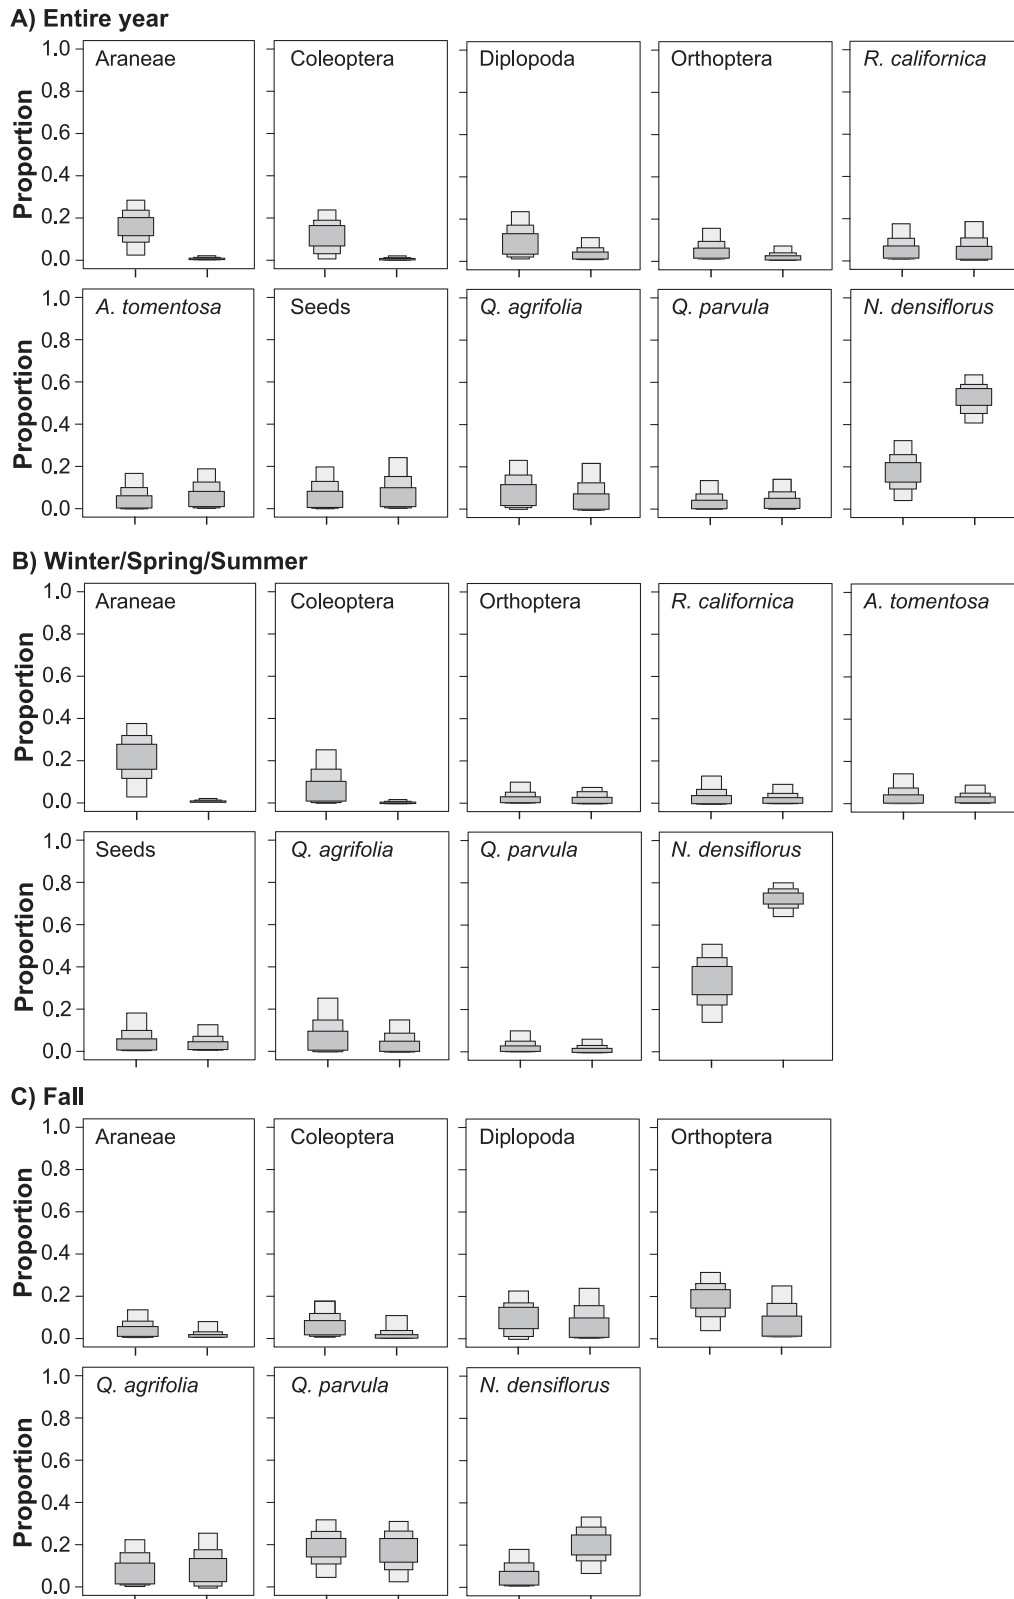 A) Entire year
Proportion
1.0
0.8
0.6
0.4
0.2
0.0
Araneae
Coleoptera
Diplopoda
Orthoptera
R. californica
Proportion
1.0
0.8
0.6
0.4
0.2
0.0
A. tomentosa
Seeds
Q. agrifolia
Q. parvula
N. densiflorus
B) Winter/Spring/Summer
Proportion
1.0
0.8
0.6
0.4
0.2
0.0
Araneae
Coleoptera
Orthoptera
R. californica
A. tomentosa
Proportion
1.0
0.8
0.6
0.4
0.2
0.0
Seeds
Q. agrifolia
Q. parvula
N. densiflorus
C) Fall
Proportion
1.0
0.8
0.6
0.4
0.2
0.0
Araneae
Coleoptera
Diplopoda
Orthoptera
Proportion
1.0
0.8
0.6
0.4
0.2
0.0
Q. agrifolia
Q. parvula
N. densiflorus